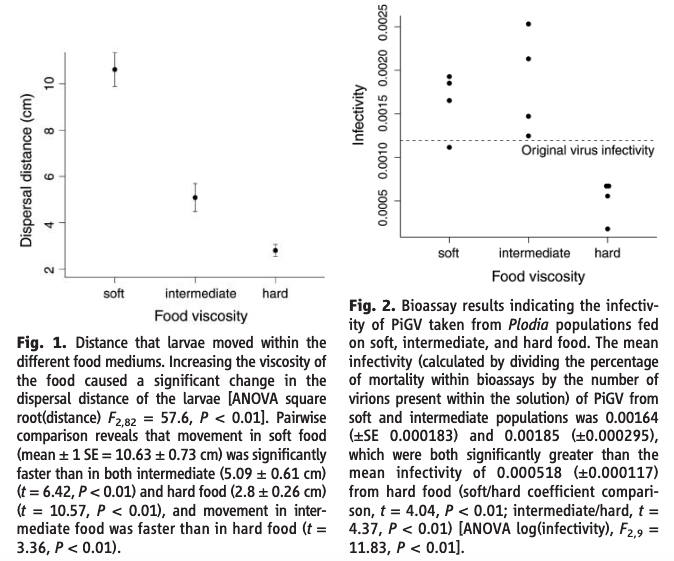 Dispersal distance (cm)
10
8
6
4
2
soft intermediate hard
Food viscosity
Fig. 1. Distance that larvae moved within the
different food mediums. Increasing the viscosity of
the food caused a significant change in the
dispersal distance of the larvae [ANOVA square
root(distance) F2,82 = 57.6, P < 0.01]. Pairwise
comparison reveals that movement in soft food
(mean ± 1 SE = 10.63 ± 0.73 cm) was significantly
faster than in both intermediate (5.09 ± 0.61 cm)
(t = 6.42, P < 0.01) and hard food (2.8 ± 0.26 cm)
(t = 10.57, P < 0.01), and movement in inter-
mediate food was faster than in hard food (t =
3.36, P < 0.01).
Infectivity
0.0025
0.0020
0.0015
0.0010
0.0005
Original virus infectivity
soft intermediate hard
Food viscosity
Fig. 2. Bioassay results indicating the infectiv-
ity of PiGV taken from Plodia populations fed
on soft, intermediate, and hard food. The mean
infectivity (calculated by dividing the percentage
of mortality within bioassays by the number of
virions present within the solution) of PiGV from
soft and intermediate populations was 0.00164
(±SE 0.000183) and 0.00185 (±0.000295),
which were both significantly greater than the
mean infectivity of 0.000518 (±0.000117)
from hard food (soft/hard coefficient compari-
son, t = 4.04, P < 0.01; intermediate/hard, t =
4.37, P < 0.01) [ANOVA log(infectivity), F2,9 =
11.83, P < 0.01].